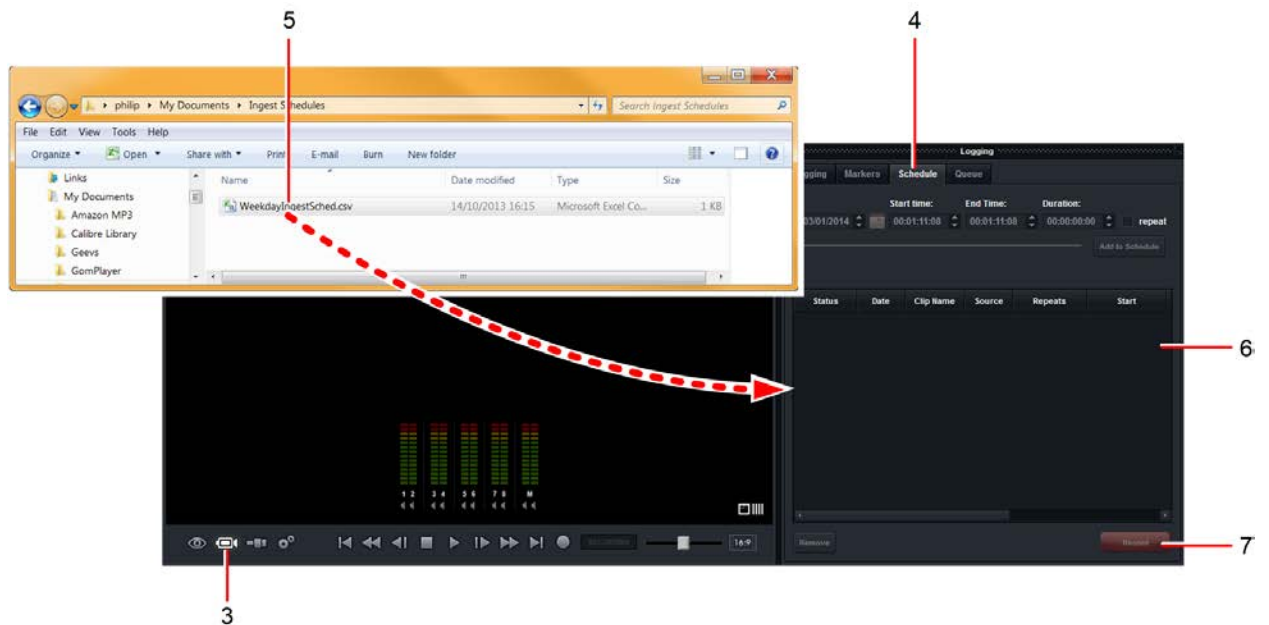 5
4
philip ▸ My Documents ▸ Ingest Schedules
Search Ingest Schedules
File Edit View Tools Help
Organize Open Share with Print E-mail Burn New folder
Links
My Documents
Amazon MP3
Calibre Library
Geevs
GomPlayer
Name Date modified Type Size
WeekdayIngestSched.csv 14/10/2013 16:15 Microsoft Excel Co... 1 KB
Logging
gging Markers Schedule Queue
Start time: End Time: Duration:
03/01/2014 00:01:11:08 00:01:11:08 00:00:00:00 repeat
Add to Schedule
Status Date Clip Name Source Repeats Start
6
1 2 3 4 5 6 7 8 M
16:9
Remove Record
7
3